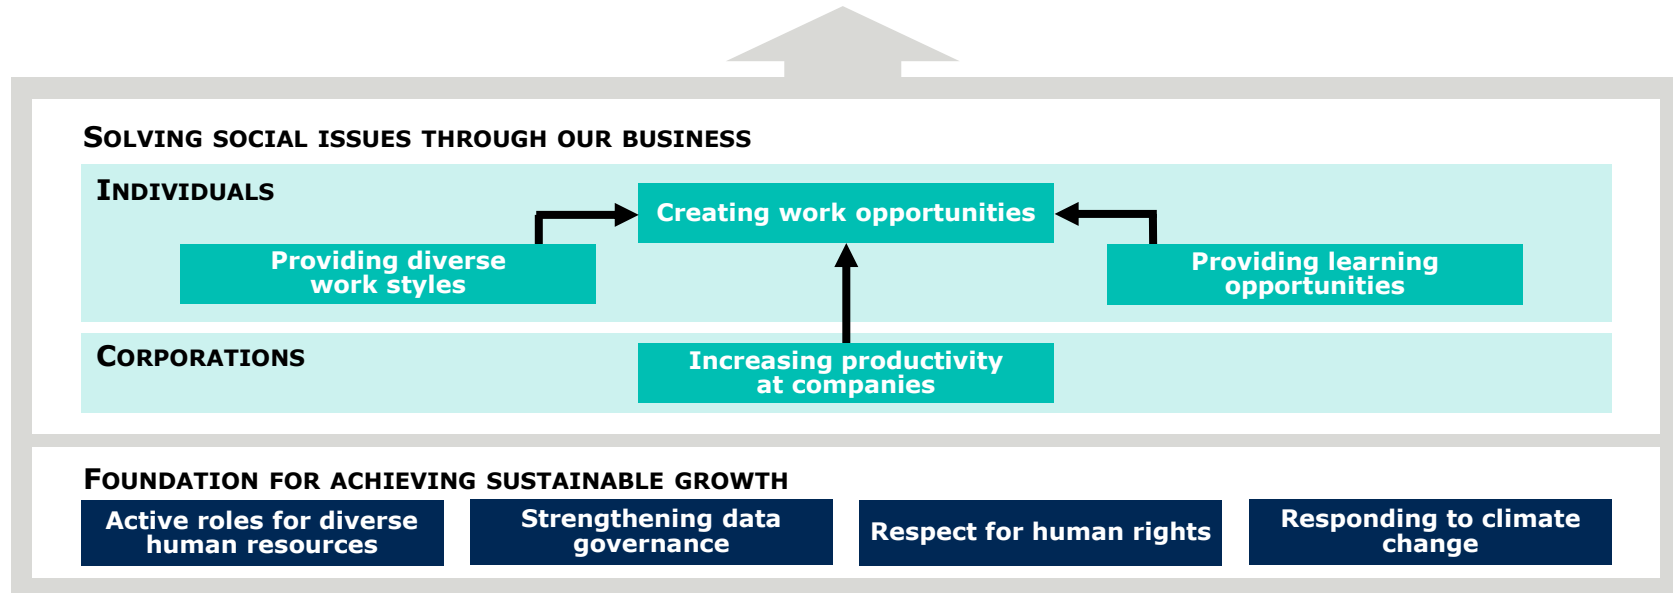 SOLVING SOCIAL ISSUES THROUGH OUR BUSINESS
INDIVIDUALS
Creating work opportunities
Providing diverse
work styles
Providing learning
opportunities
CORPORATIONS
Increasing productivity
at companies
FOUNDATION FOR ACHIEVING SUSTAINABLE GROWTH
Active roles for diverse
human resources
Strengthening data
governance
Respect for human rights
Responding to climate
change